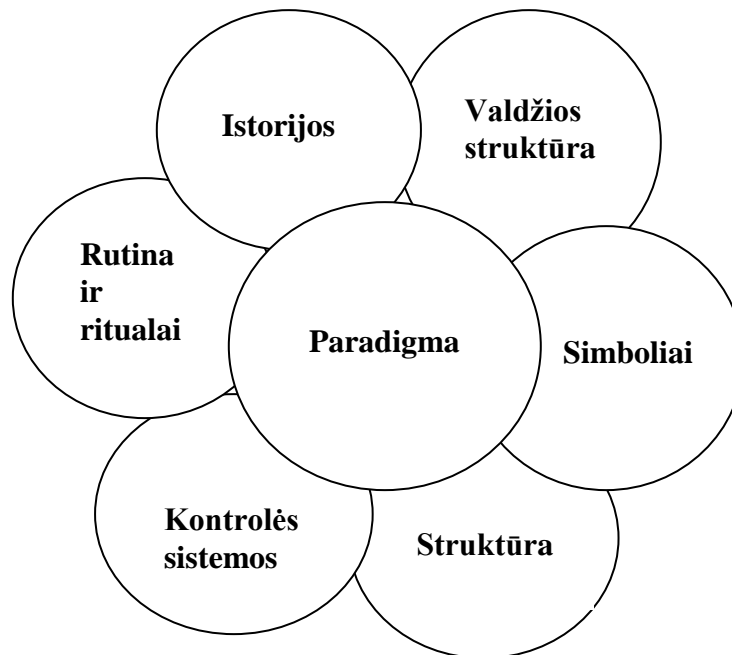 Istorijos
Valdžios
struktūra
Rutina
ir
ritualai
Paradigma
Simboliai
Kontrolės
sistemos
Struktūra